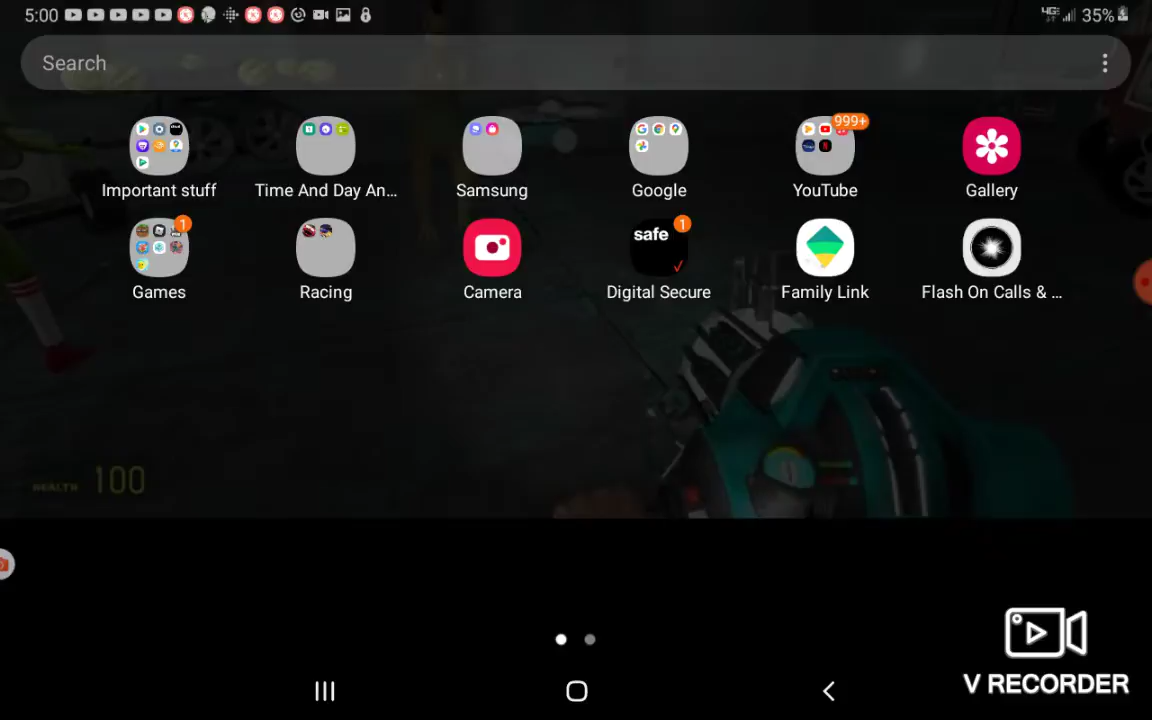 5:00
4GE 35%
Search
999+
Important stuff
Time And Day An...
Samsung
Google
YouTube
Gallery
1
safe 1
Games
Racing
Camera
Digital Secure
Family Link
Flash On Calls & ...
HEALTH 100
V RECORDER